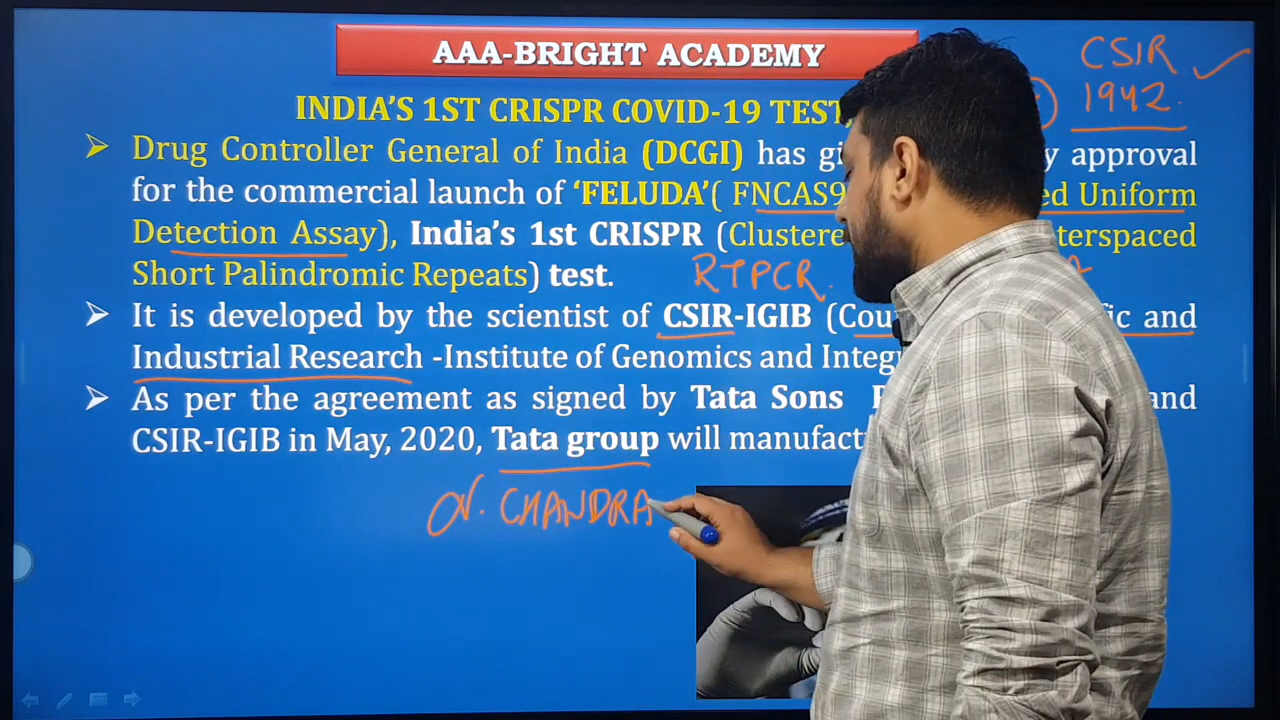 AAA-BRIGHT ACADEMY
CSIR
1942.
INDIA'S 1ST CRISPR COVID-19 TEST
➢ Drug Controller General of India (DCGI) has approval
for the commercial launch of 'FELUDA'( FNCAS9 Uniform
Detection Assay), India's 1st CRISPR (Clustere terspaced
Short Palindromic Repeats) test.
RTPCR.
➢ It is developed by the scientist of CSIR-IGIB (Cou and
Industrial Research -Institute of Genomics and Integ
➢ As per the agreement as signed by Tata Sons and
CSIR-IGIB in May, 2020, Tata group will manufact
N. CHANDRA